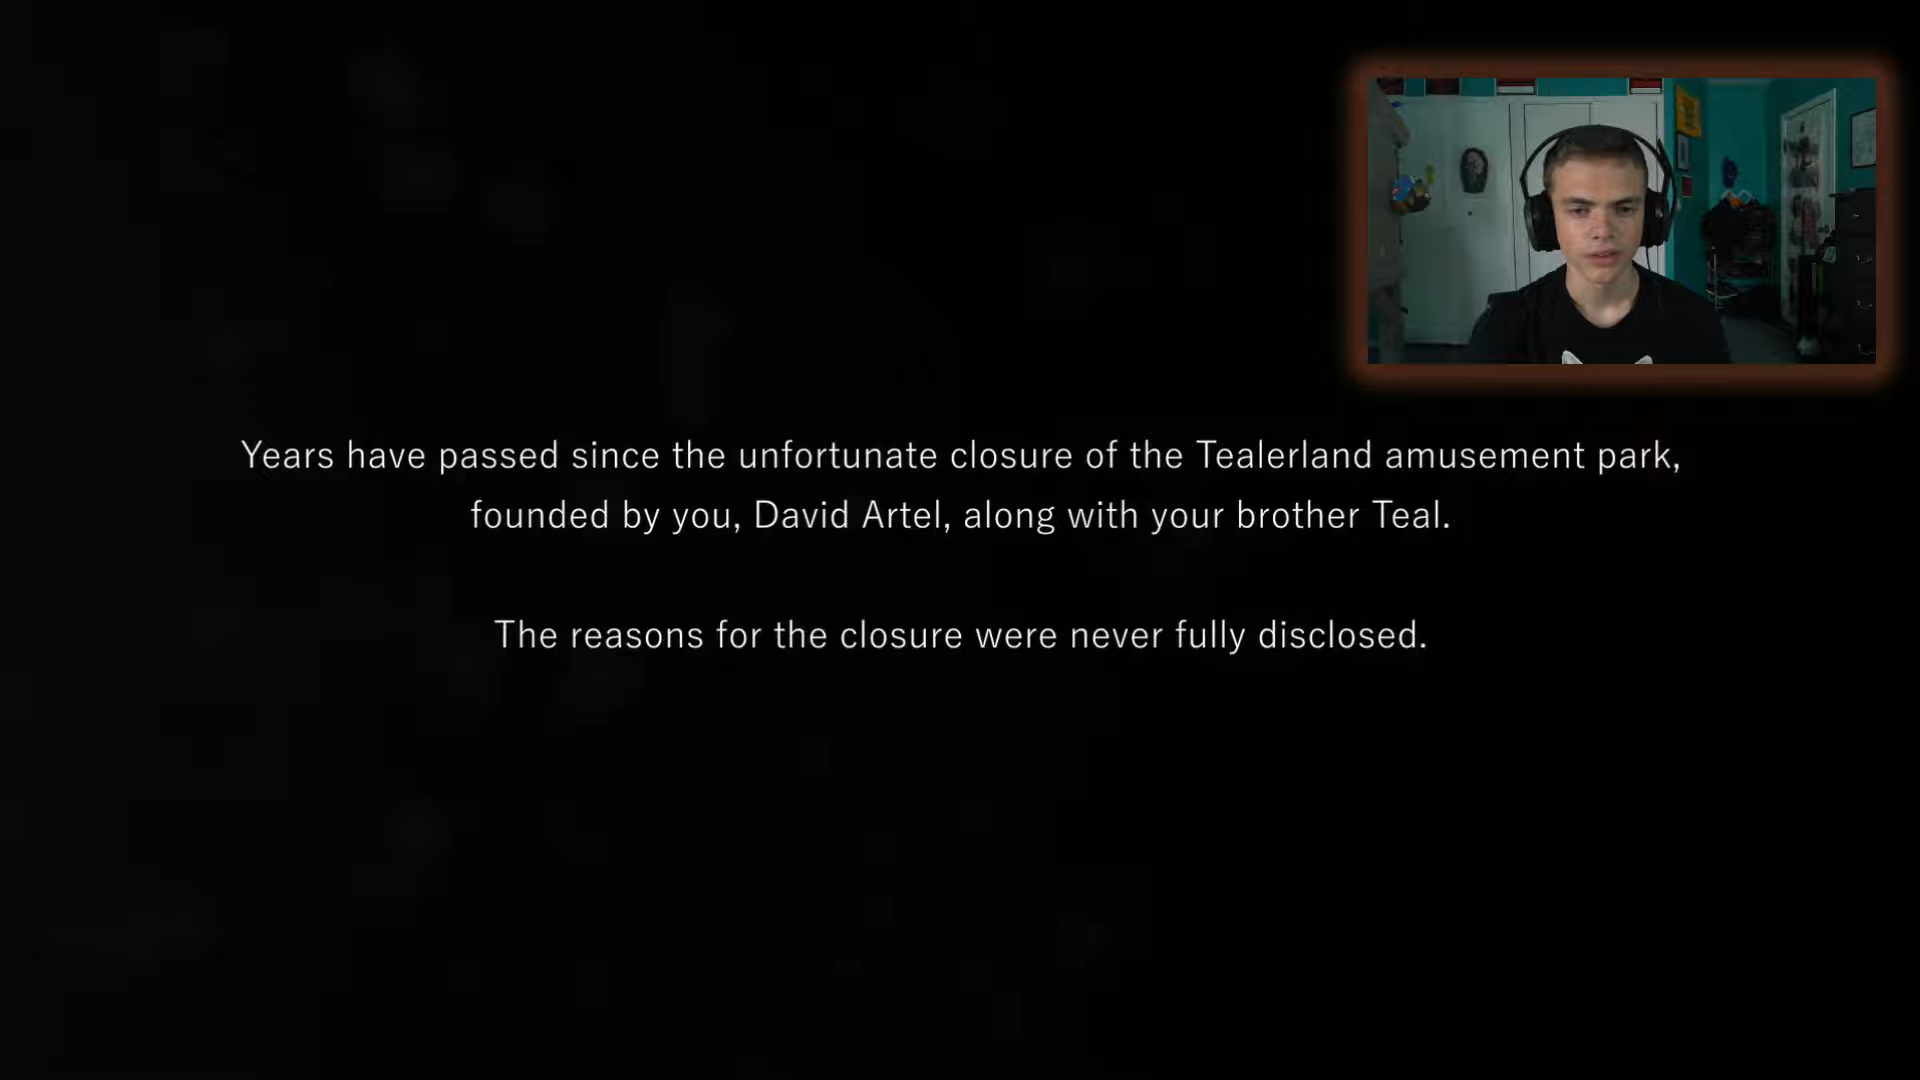 Years have passed since the unfortunate closure of the Tealerland amusement park,
founded by you, David Artel, along with your brother Teal.
The reasons for the closure were never fully disclosed.